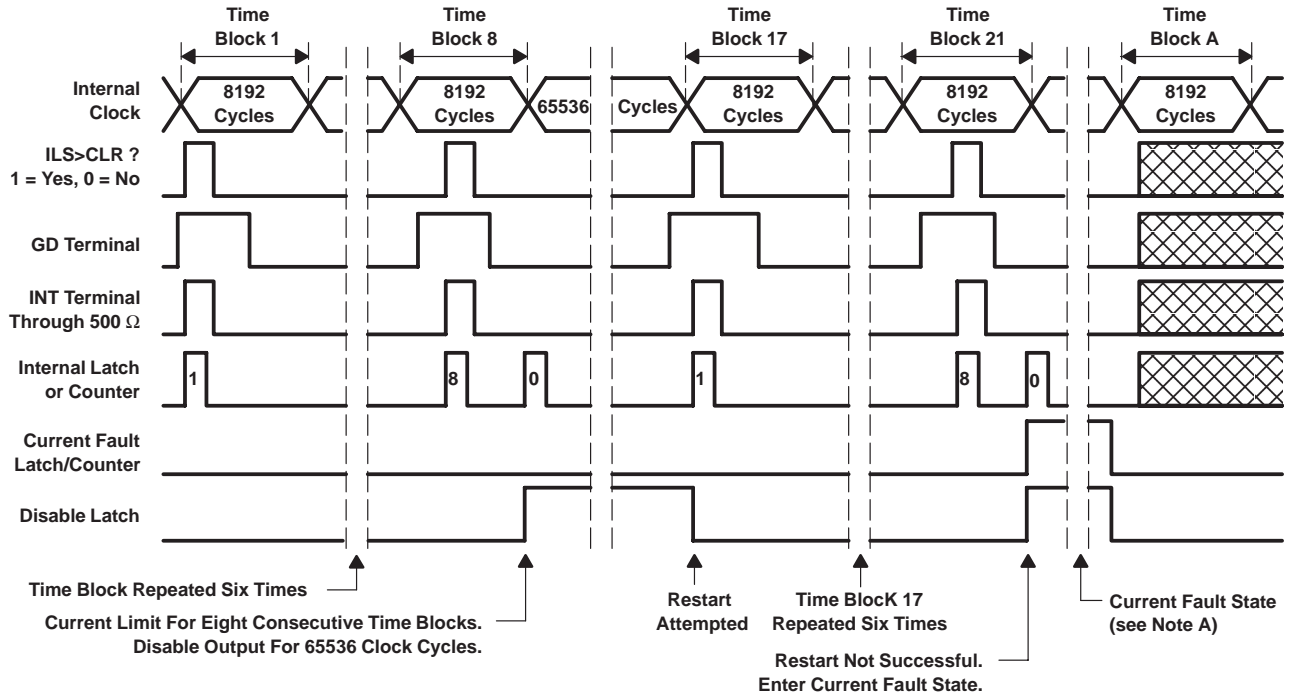 Time
Block 1
Time
Block 8
Time
Block 17
Time
Block 21
Time
Block A
Internal
Clock
8192
Cycles
8192
Cycles
65536
Cycles
8192
Cycles
8192
Cycles
8192
Cycles
ILS>CLR ?
1 = Yes, 0 = No
GD Terminal
INT Terminal
Through 500 Ω
Internal Latch
or Counter
1
8
0
1
8
0
Current Fault
Latch/Counter
Disable Latch
Time Block Repeated Six Times
Current Limit For Eight Consecutive Time Blocks.
Disable Output For 65536 Clock Cycles.
Restart
Attempted
Time BlocK 17
Repeated Six Times
Restart Not Successful.
Enter Current Fault State.
Current Fault State
(see Note A)